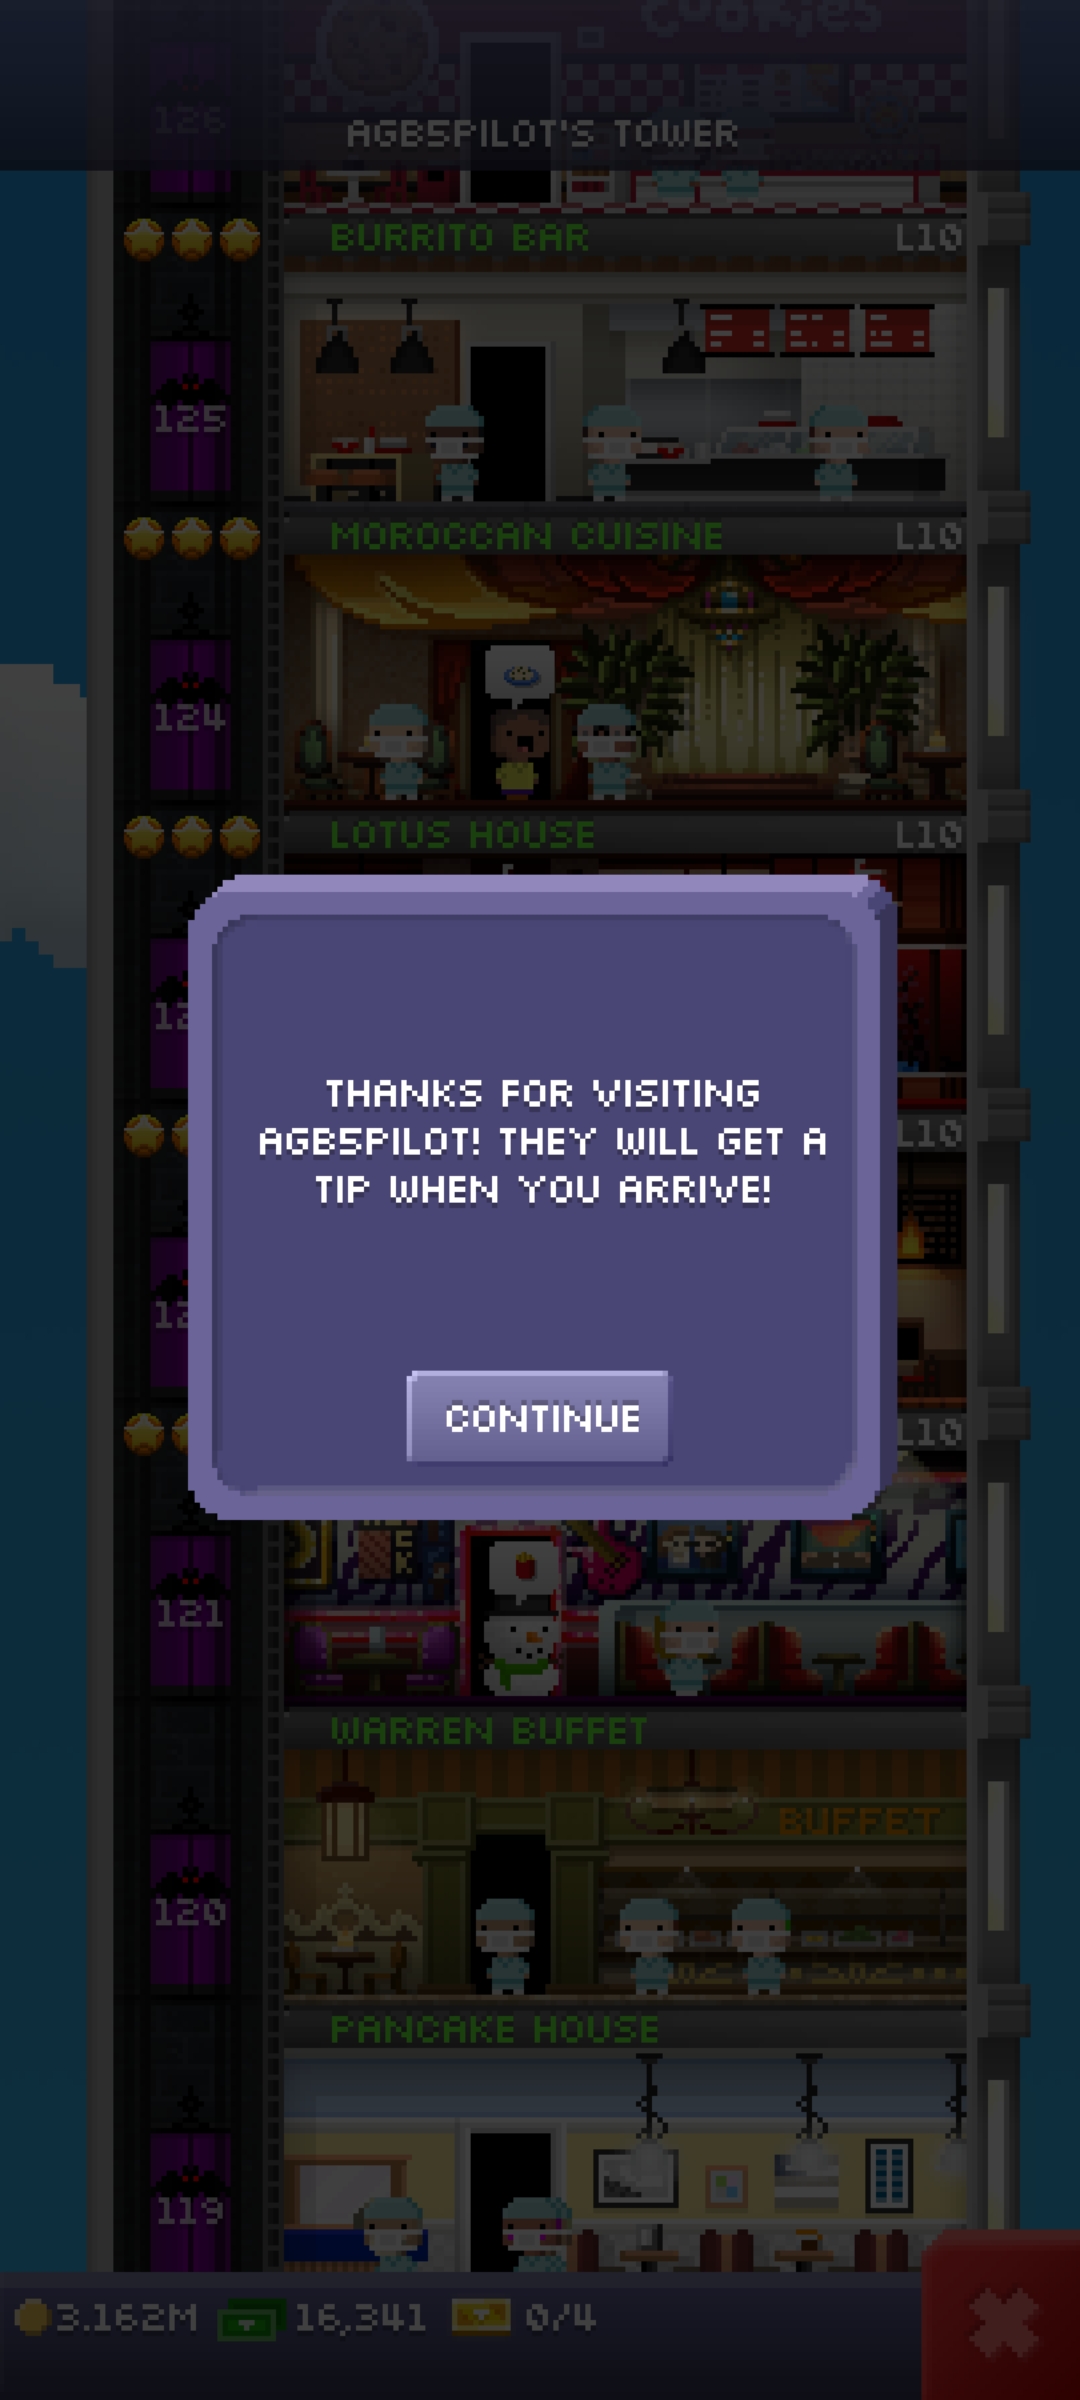 Cookies
126
AGB5PILOT'S TOWER
BURRITO BAR L10
125
MOROCCAN CUISINE L10
124
LOTUS HOUSE L10
L10
THANKS FOR VISITING
AGB5PILOT! THEY WILL GET A
TIP WHEN YOU ARRIVE!
CONTINUE
L10
121
WARREN BUFFET
BUFFET
120
PANCAKE HOUSE
119
3.162M 16,341 0/4